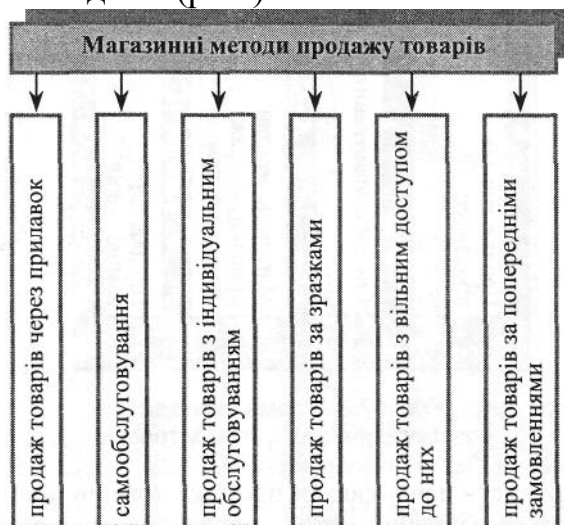 Магазинні методи продажу товарів
продаж товарів через прилавок
самообслуговування
продаж товарів з індивідуальним
обслуговуванням
продаж товарів за зразками
продаж товарів з вільним доступом
до них
продаж товарів за попередніми
замовленнями